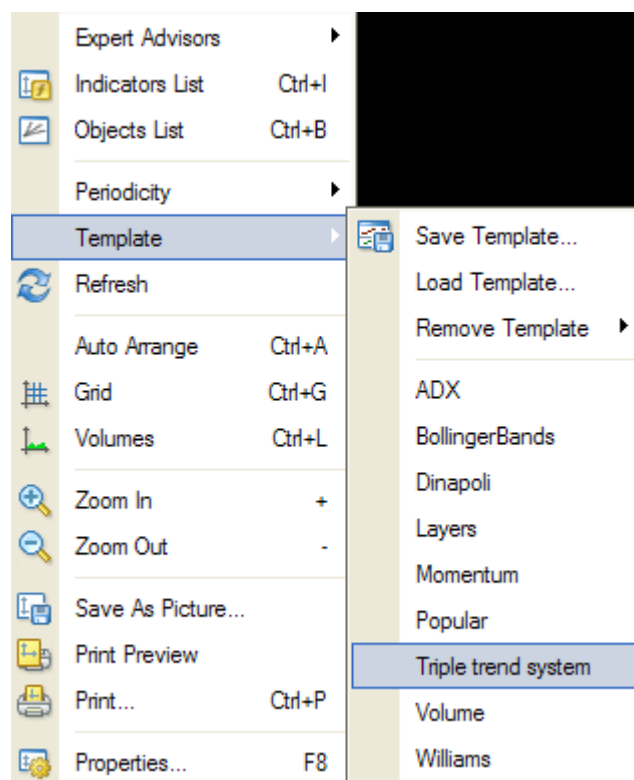 Expert Advisors
Indicators List Ctrl+I
Objects List Ctrl+B
Periodicity
Template
Refresh
Auto Arrange Ctrl+A
Grid Ctrl+G
Volumes Ctrl+L
Zoom In +
Zoom Out -
Save As Picture...
Print Preview
Print... Ctrl+P
Properties... F8
Save Template...
Load Template...
Remove Template
ADX
BollingerBands
Dinapoli
Layers
Momentum
Popular
Triple trend system
Volume
Williams